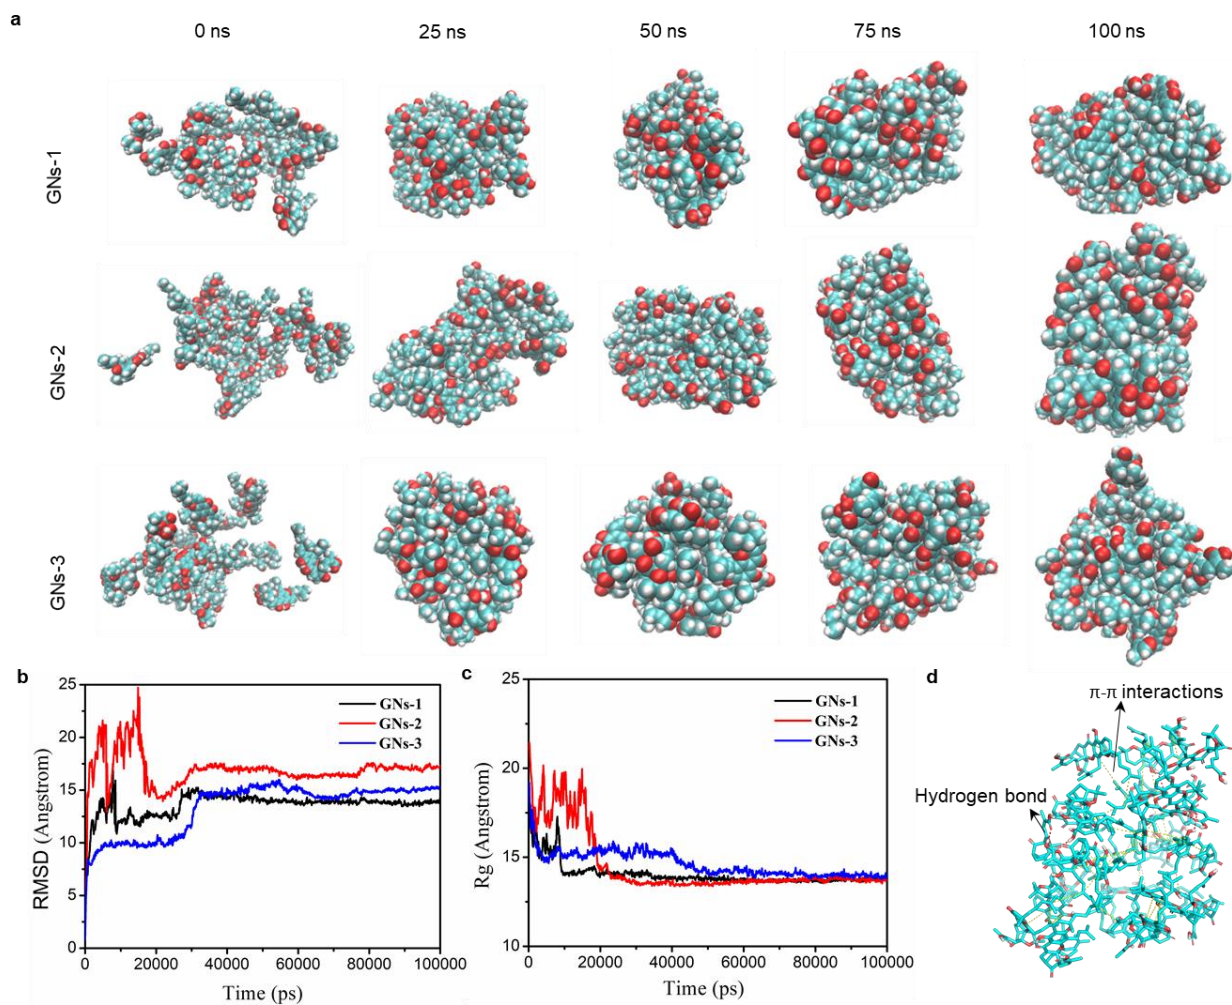 a
0 ns
25 ns
50 ns
75 ns
100 ns
GNs-1
GNs-2
GNs-3
b
25
20
15
10
5
0
RMSD (Angstrom)
GNs-1
GNs-2
GNs-3
0
20000
40000
60000
80000
100000
Time (ps)
c
25
20
15
10
Rg (Angstrom)
GNs-1
GNs-2
GNs-3
0
20000
40000
60000
80000
100000
Time (ps)
d
π-π interactions
Hydrogen bond